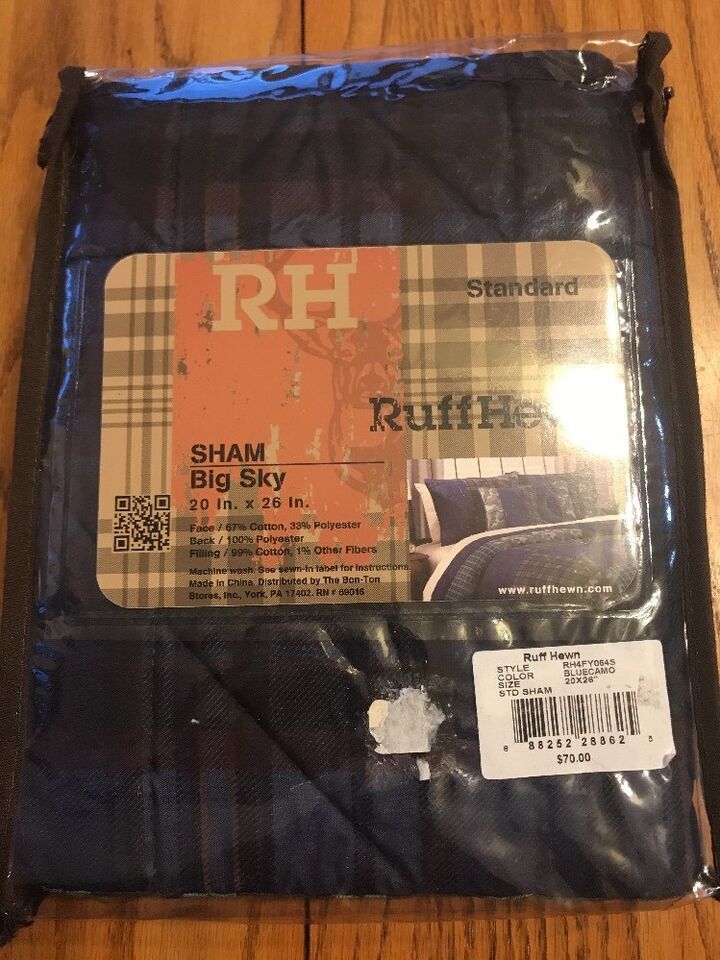 RH
Standard
RuffHewn
SHAM
Big Sky
20 In. x 26 In.
Face / 67% Cotton, 33% Polyester
Back / 100% Polyester
Filling / 99% Cotton, 1% Other Fibers
Machine wash. See sewn-in label for instructions.
Made in China. Distributed by The Bon-Ton
Stores, Inc., York, PA 17402. RN # 59016
www.ruffhewn.com
Ruff Hewn
STYLE RH4FY064S
COLOR BLUECAMO
SIZE 20X26"
STD SHAM
8 88252 28862 5
$70.00